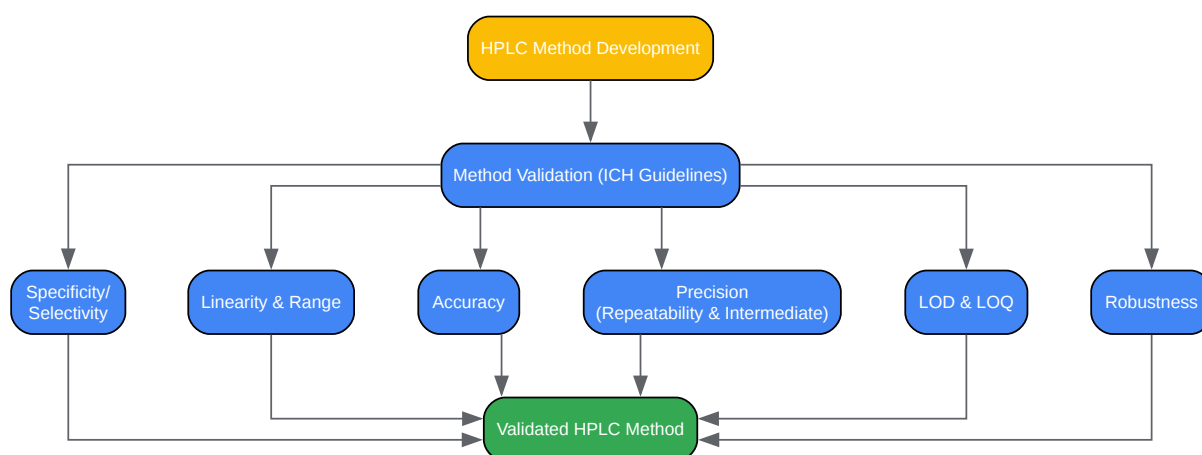 HPLC Method Development
Method Validation (ICH Guidelines)
Specificity/
Selectivity
Linearity & Range
Accuracy
Precision
(Repeatability & Intermediate)
LOD & LOQ
Robustness
Validated HPLC Method